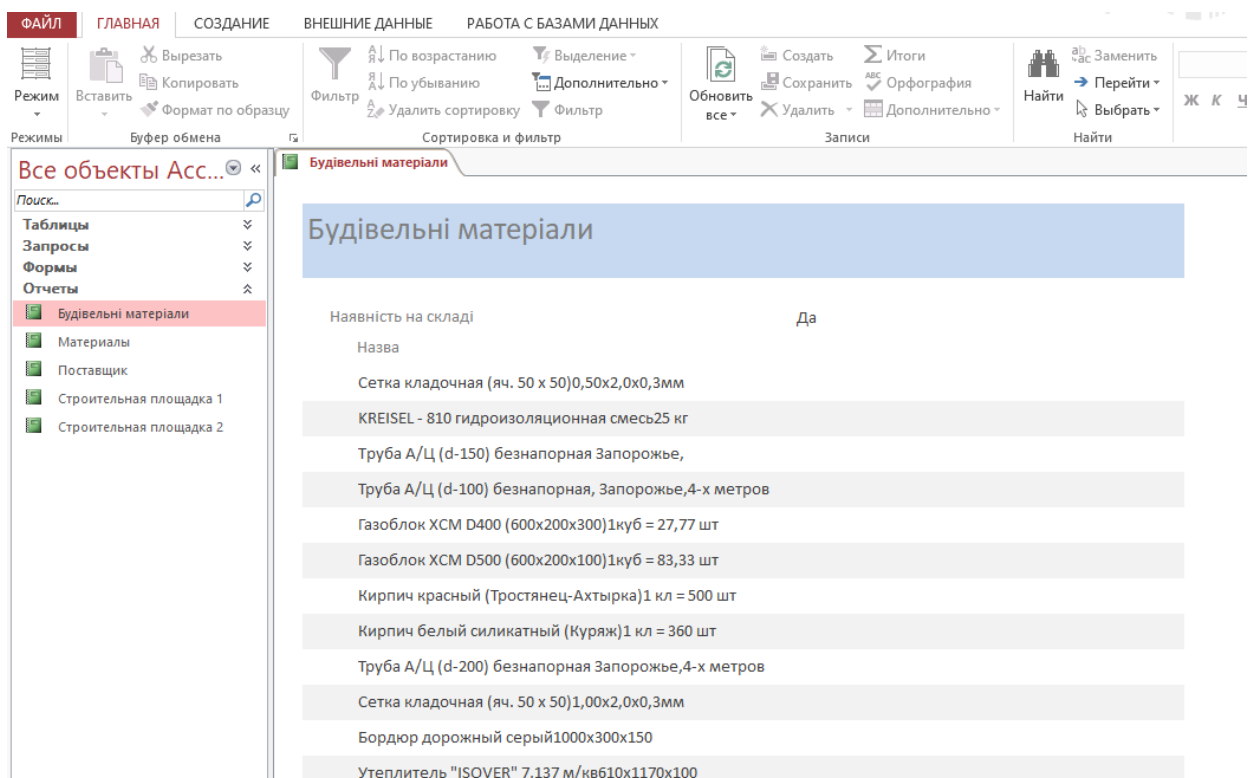 ФАЙЛ ГЛАВНАЯ СОЗДАНИЕ ВНЕШНИЕ ДАННЫЕ РАБОТА С БАЗАМИ ДАННЫХ
Режим
Вставить
Вырезать
Копировать
Формат по образцу
Фильтр
По возрастанию
По убыванию
Удалить сортировку
Выделение
Дополнительно
Фильтр
Обновить
все
Создать
Сохранить
Удалить
Итоги
Орфография
Дополнительно
Найти
Заменить
Перейти
Выбрать
Ж К Ч
Режимы Буфер обмена Сортировка и фильтр Записи Найти
Все объекты Acc...
Поиск...
Таблицы
Запросы
Формы
Отчеты
Будівельні матеріали
Материалы
Поставщик
Строительная площадка 1
Строительная площадка 2
Будівельні матеріали
Будівельні матеріали
Наявність на складі Да
Назва
Сетка кладочная (яч. 50 х 50)0,50х2,0х0,3мм
KREISEL - 810 гидроизоляционная смесь25 кг
Труба А/Ц (d-150) безнапорная Запорожье,
Труба А/Ц (d-100) безнапорная, Запорожье,4-х метров
Газоблок ХСМ D400 (600х200х300)1куб = 27,77 шт
Газоблок ХСМ D500 (600х200х100)1куб = 83,33 шт
Кирпич красный (Тростянец-Ахтырка)1 кл = 500 шт
Кирпич белый силикатный (Куряж)1 кл = 360 шт
Труба А/Ц (d-200) безнапорная Запорожье,4-х метров
Сетка кладочная (яч. 50 х 50)1,00х2,0х0,3мм
Бордюр дорожный серый1000х300х150
Утеплитель "ISOVER" 7,137 м/кв610х1170х100